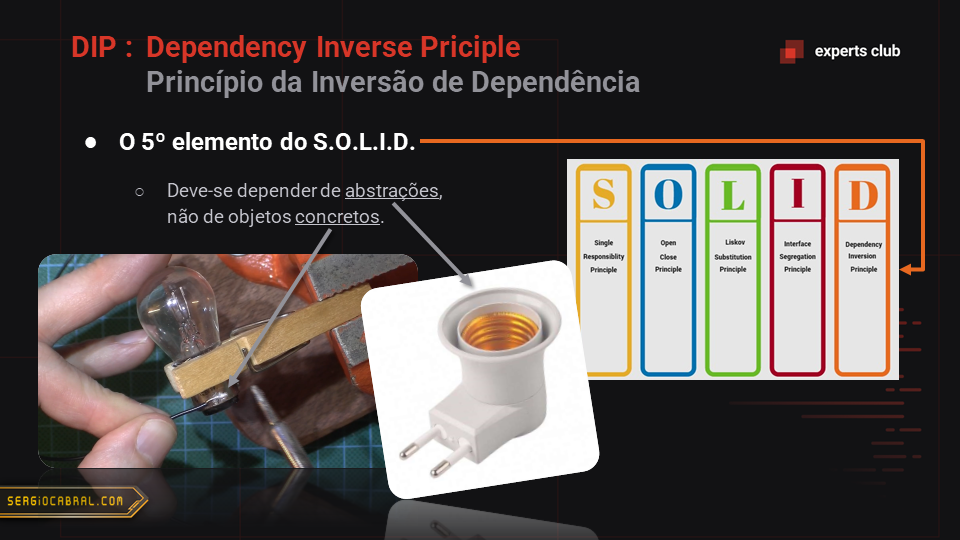 DIP : Dependency Inverse Priciple
Princípio da Inversão de Dependência
experts club
● O 5º elemento do S.O.L.I.D.
○ Deve-se depender de abstrações,
não de objetos concretos.
S
Single
Responsiblity
Principle
O
Open
Close
Principle
L
Liskov
Substitution
Principle
I
Interface
Segregation
Principle
D
Dependency
Inversion
Principle
SERGIOCABRAL.COM